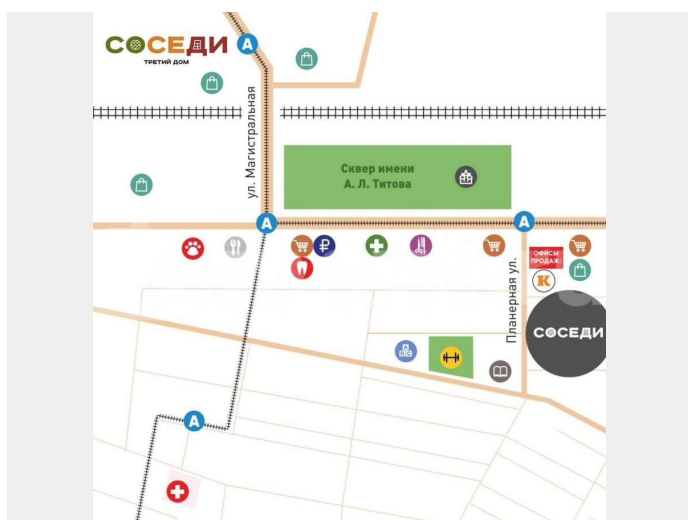 СОСЕДИ
ТРЕТИЙ ДОМ
А
ул. Магистральная
Сквер имени
А. Л. Титова
А
А
₽
ОФИСЫ
ПРОДАЖ:
К
Планерная ул.
СОСЕДИ
А
B C
А